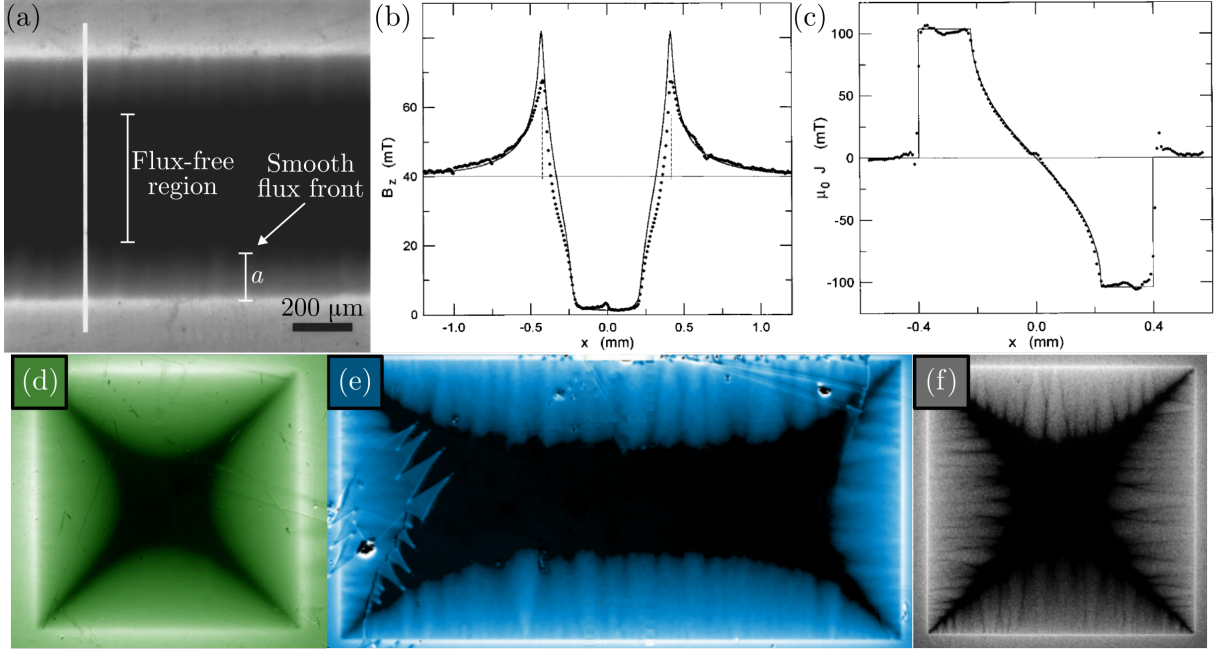 (a)
Flux-free
region
Smooth
flux front
a
200 µm
(b)
B_z (mT)
80
60
40
20
0
-1.0
-0.5
0.0
0.5
1.0
x (mm)
(c)
µ₀ J (mT)
100
50
0
-50
-100
-0.4
0.0
0.4
x (mm)
(d)
(e)
(f)